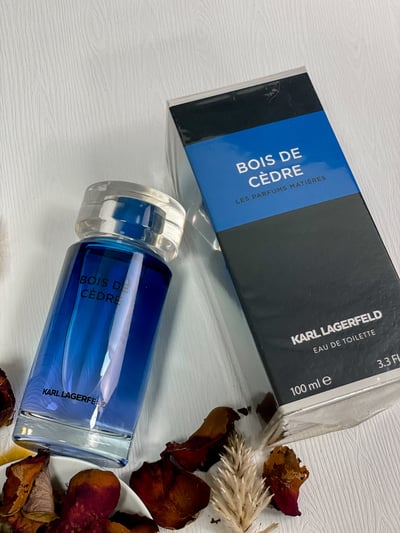 BOIS DE
CÈDRE
LES PARFUMS MATIÈRES
KARL LAGERFELD
EAU DE TOILETTE
100 ml e
3.3 Fl
BOIS DE
CÈDRE
KARL LAGERFELD